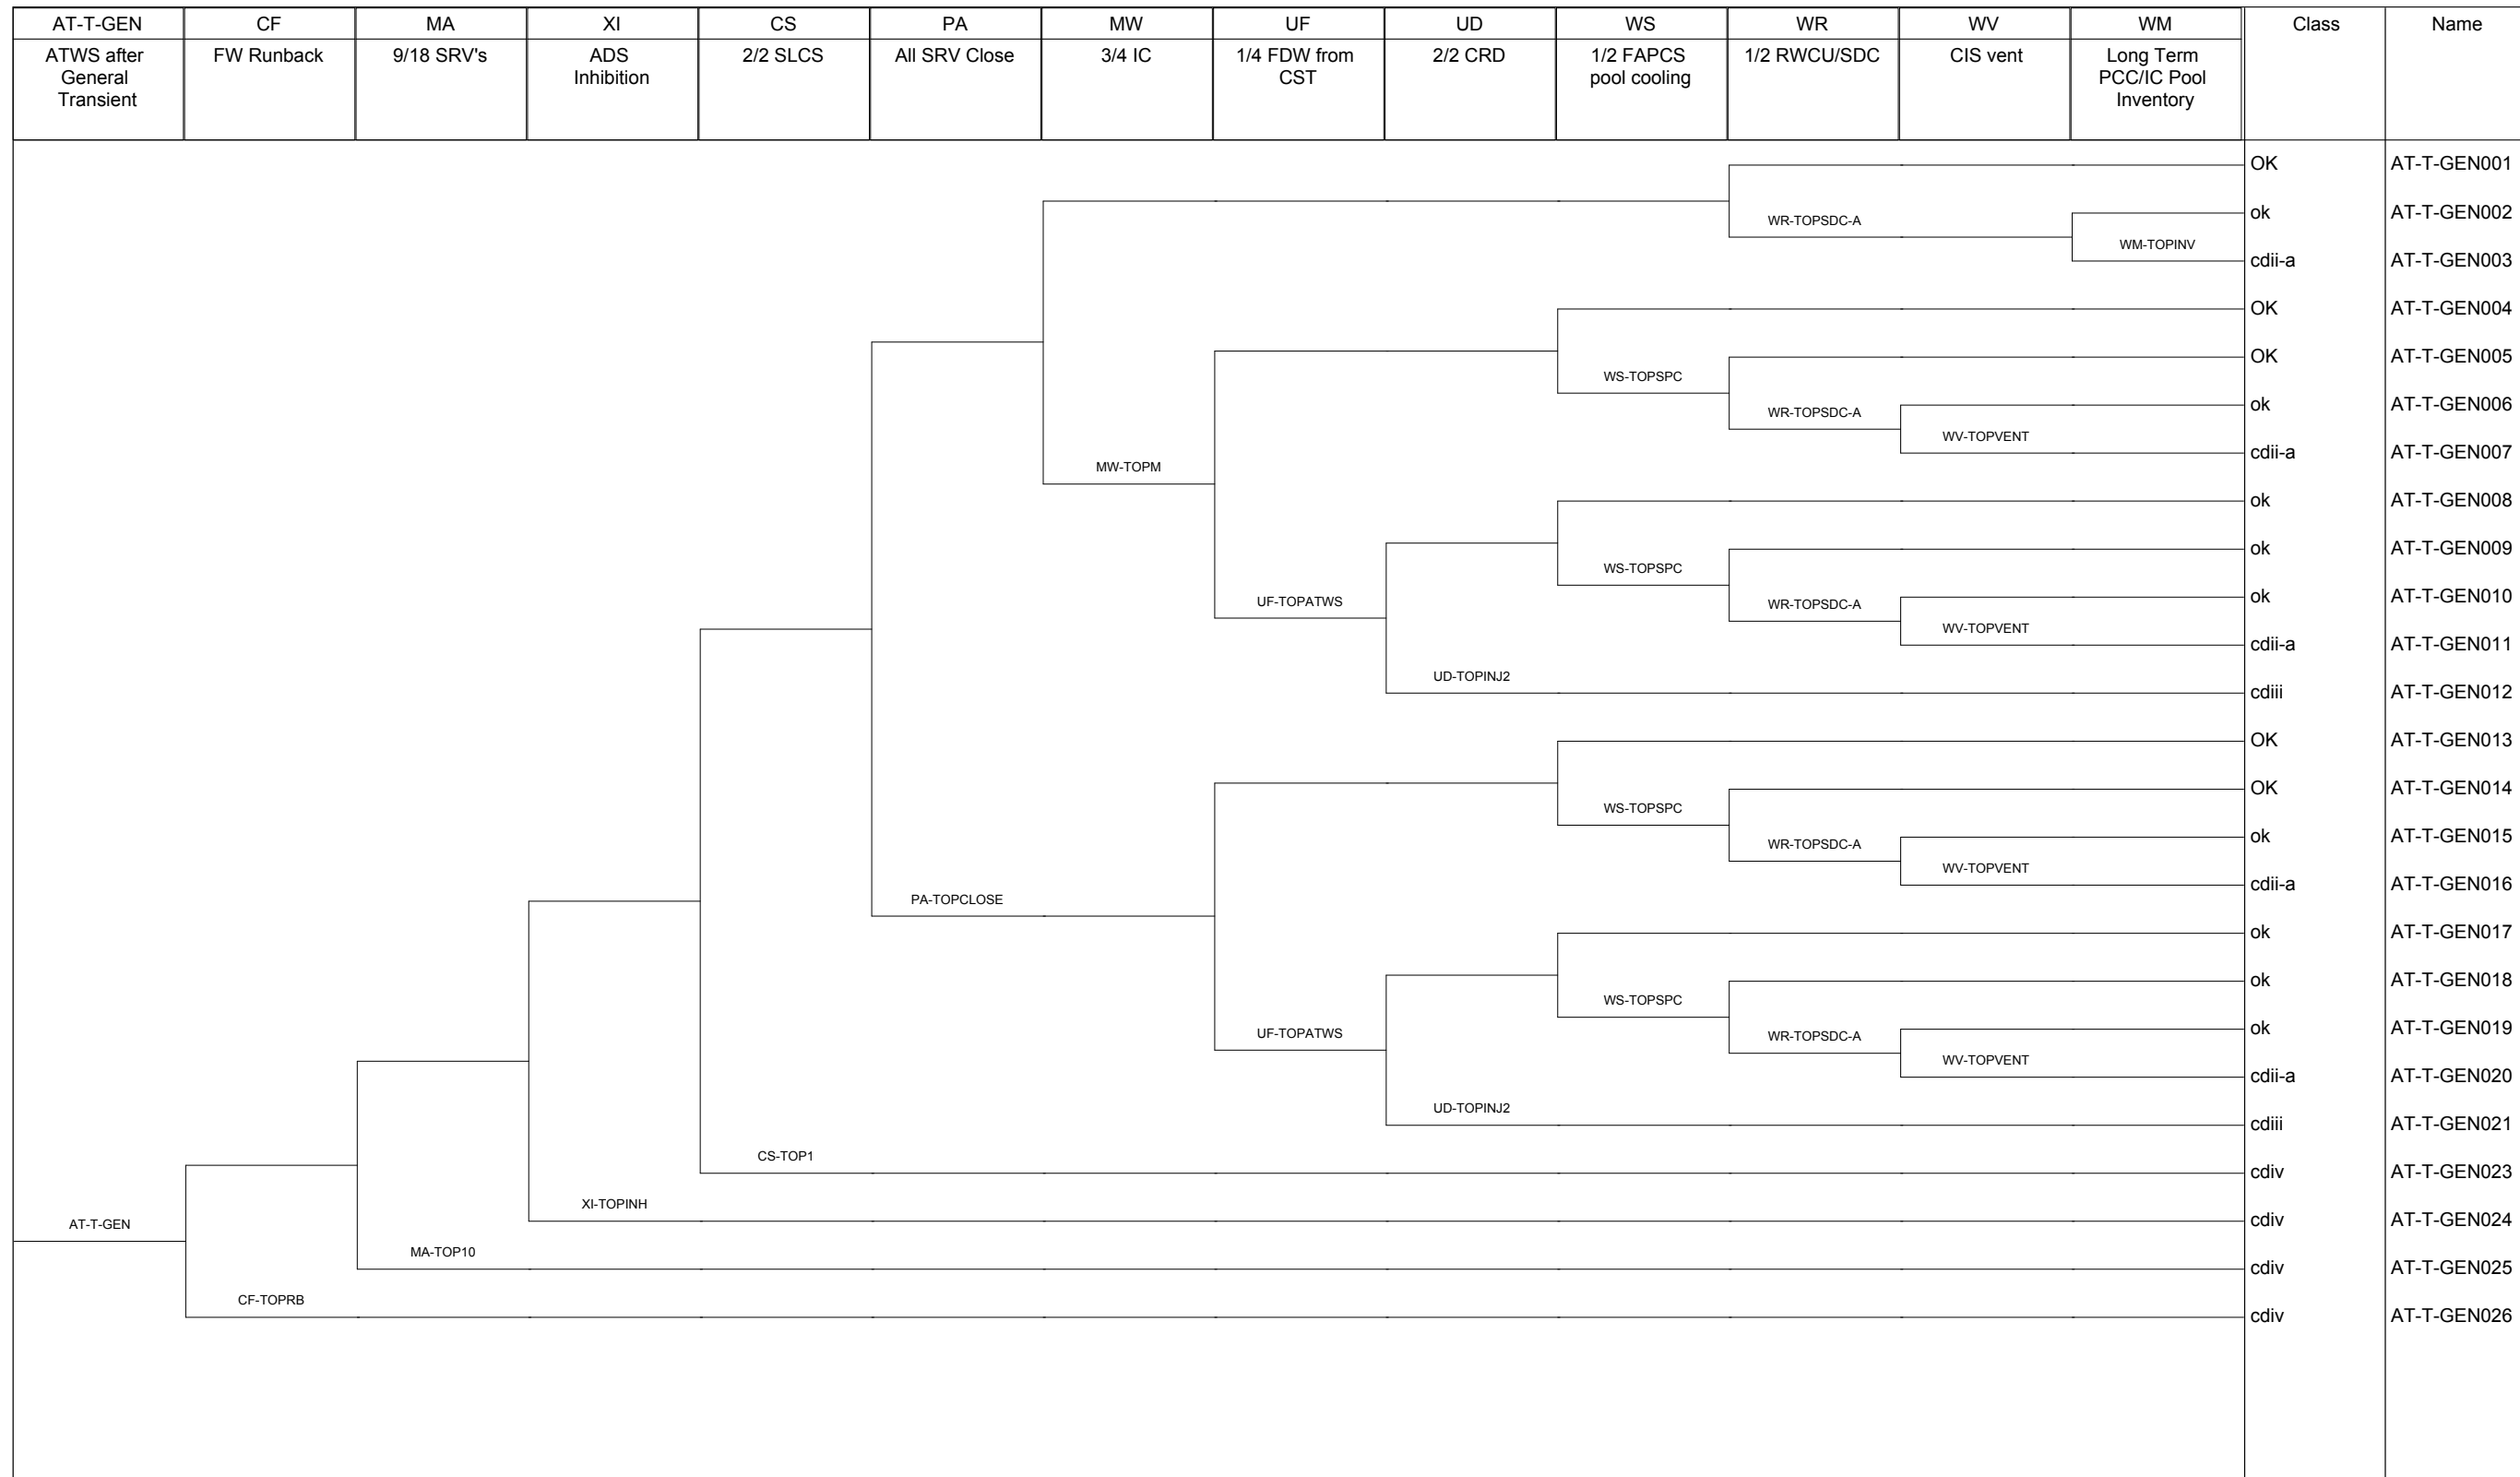 AT-T-GEN CF MA XI CS PA MW UF UD WS WR WV WM Class Name
ATWS after General Transient
FW Runback
9/18 SRV's
ADS Inhibition
2/2 SLCS
All SRV Close
3/4 IC
1/4 FDW from CST
2/2 CRD
1/2 FAPCS pool cooling
1/2 RWCU/SDC
CIS vent
Long Term PCC/IC Pool Inventory
OK AT-T-GEN001
WR-TOPSDC-A ok AT-T-GEN002
WM-TOPINV
cdii-a AT-T-GEN003
OK AT-T-GEN004
OK AT-T-GEN005
WS-TOPSPC
WR-TOPSDC-A ok AT-T-GEN006
WV-TOPVENT
cdii-a AT-T-GEN007
MW-TOPM
ok AT-T-GEN008
ok AT-T-GEN009
WS-TOPSPC
UF-TOPATWS WR-TOPSDC-A ok AT-T-GEN010
WV-TOPVENT
cdii-a AT-T-GEN011
UD-TOPINJ2
cdiii AT-T-GEN012
OK AT-T-GEN013
OK AT-T-GEN014
WS-TOPSPC
WR-TOPSDC-A ok AT-T-GEN015
WV-TOPVENT
cdii-a AT-T-GEN016
PA-TOPCLOSE
ok AT-T-GEN017
ok AT-T-GEN018
WS-TOPSPC
UF-TOPATWS WR-TOPSDC-A ok AT-T-GEN019
WV-TOPVENT
cdii-a AT-T-GEN020
UD-TOPINJ2
cdiii AT-T-GEN021
CS-TOP1
cdiv AT-T-GEN023
XI-TOPINH
AT-T-GEN cdiv AT-T-GEN024
MA-TOP10
cdiv AT-T-GEN025
CF-TOPRB
cdiv AT-T-GEN026